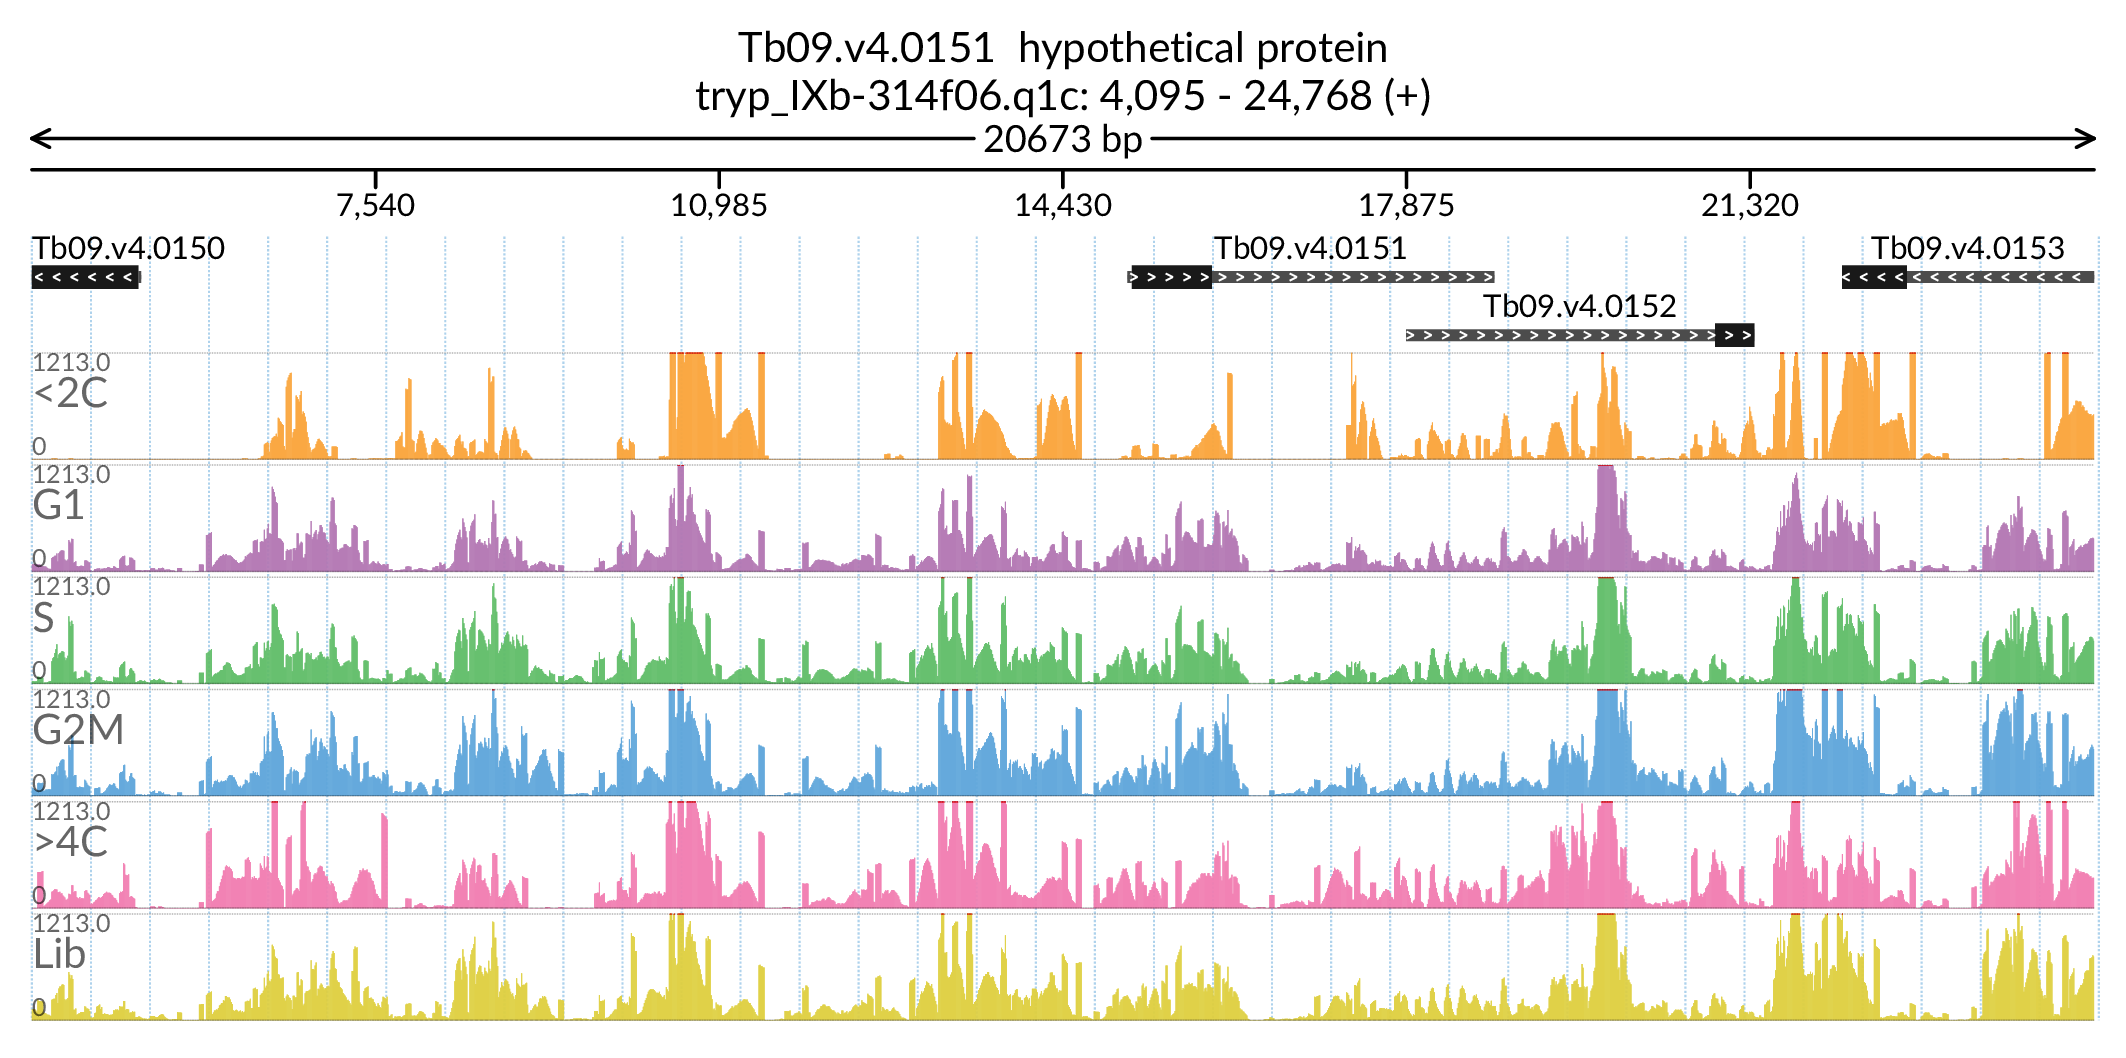 Tb09.v4.0151  hypothetical protein
tryp_IXb-314f06.q1c: 4,095 - 24,768 (+)
20673 bp
7,540 10,985 14,430 17,875 21,320
Tb09.v4.0150 Tb09.v4.0151 Tb09.v4.0153
Tb09.v4.0152
1213.0
<2C
0
1213.0
G1
0
1213.0
S
0
1213.0
G2M
0
1213.0
>4C
0
1213.0
Lib
0